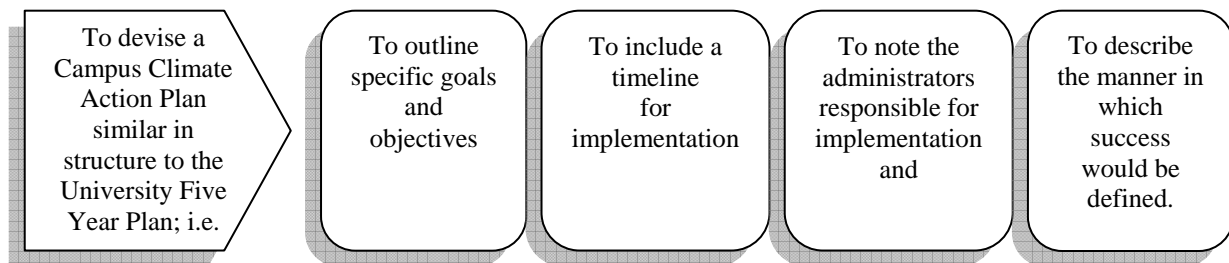 To devise a
Campus Climate
Action Plan
similar in
structure to the
University Five
Year Plan; i.e.
To outline
specific goals
and
objectives
To include a
timeline
for
implementation
To note the
administrators
responsible for
implementation
and
To describe
the manner in
which
success
would be
defined.